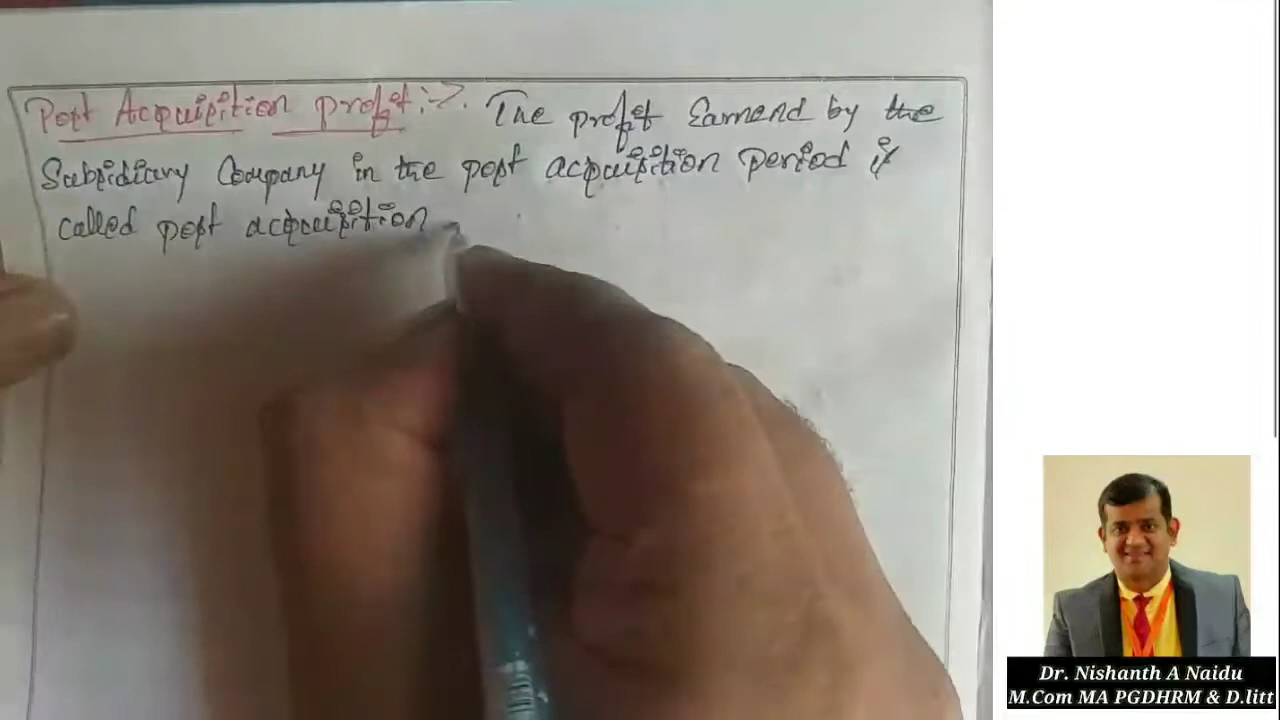 Post Acquisition profit :->. The profit Earnend by the
Subsidiary Company in the post acquisition period is
called post acquisition
Dr. Nishanth A Naidu
M.Com MA PGDHRM & D.litt